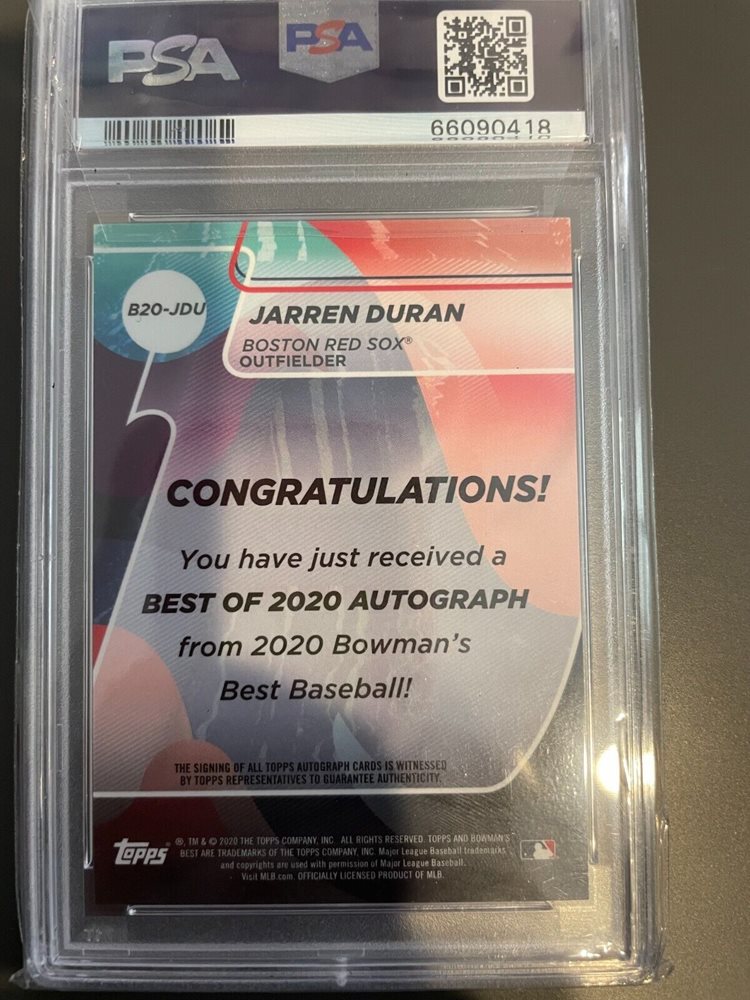 PSA PSA
66090418
B20-JDU
JARREN DURAN
BOSTON RED SOX®
OUTFIELDER
CONGRATULATIONS!
You have just received a
BEST OF 2020 AUTOGRAPH
from 2020 Bowman's
Best Baseball!
THE SIGNING OF ALL TOPPS AUTOGRAPH CARDS IS WITNESSED
BY TOPPS REPRESENTATIVES TO GUARANTEE AUTHENTICITY.
topps
®, TM & © 2020 THE TOPPS COMPANY, INC. ALL RIGHTS RESERVED. TOPPS AND BOWMAN'S
BEST ARE TRADEMARKS OF THE TOPPS COMPANY, INC. Major League Baseball trademarks
and copyrights are used with permission of Major League Baseball.
Visit MLB.com. OFFICIALLY LICENSED PRODUCT OF MLB.